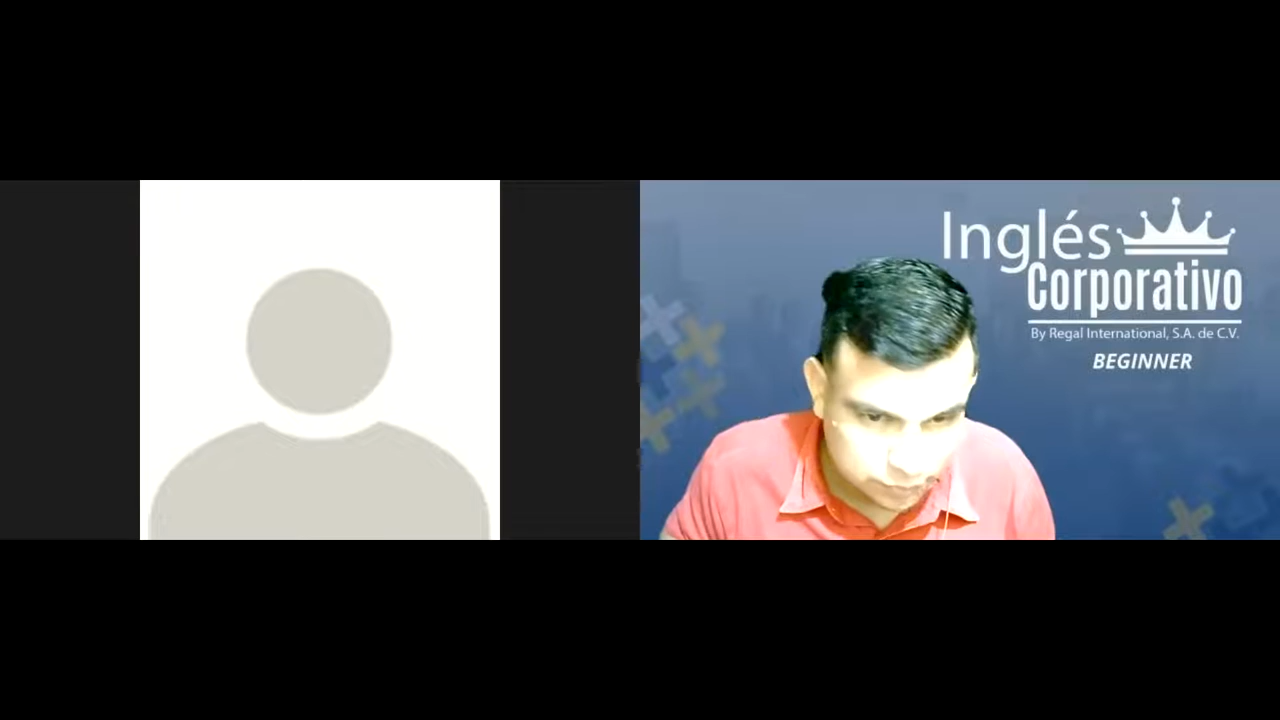 Inglés
Corporativo
By Regal International, S.A. de C.V.
BEGINNER